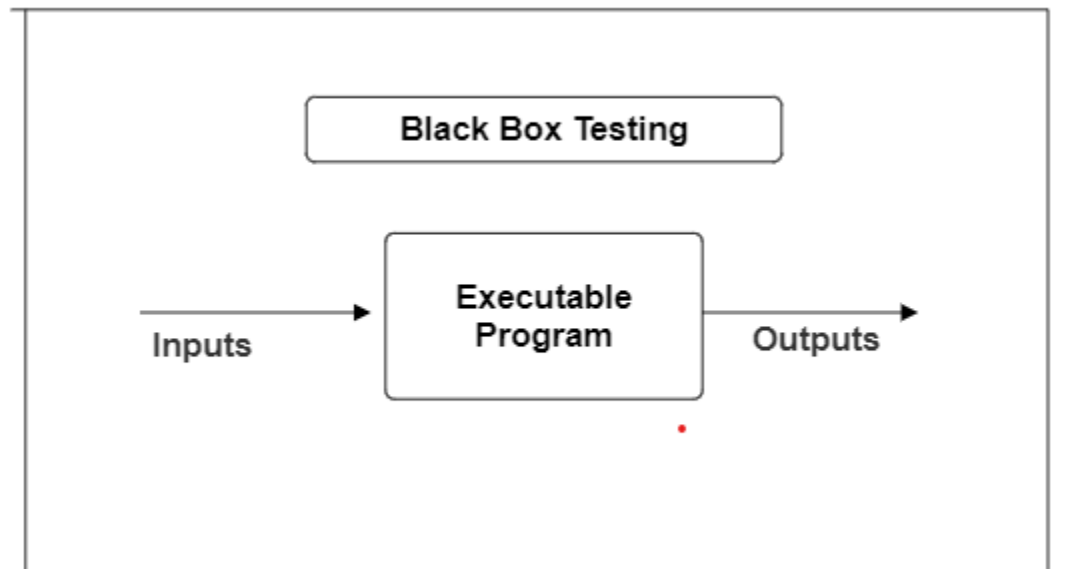 Black Box Testing
Executable
Program
Inputs
Outputs